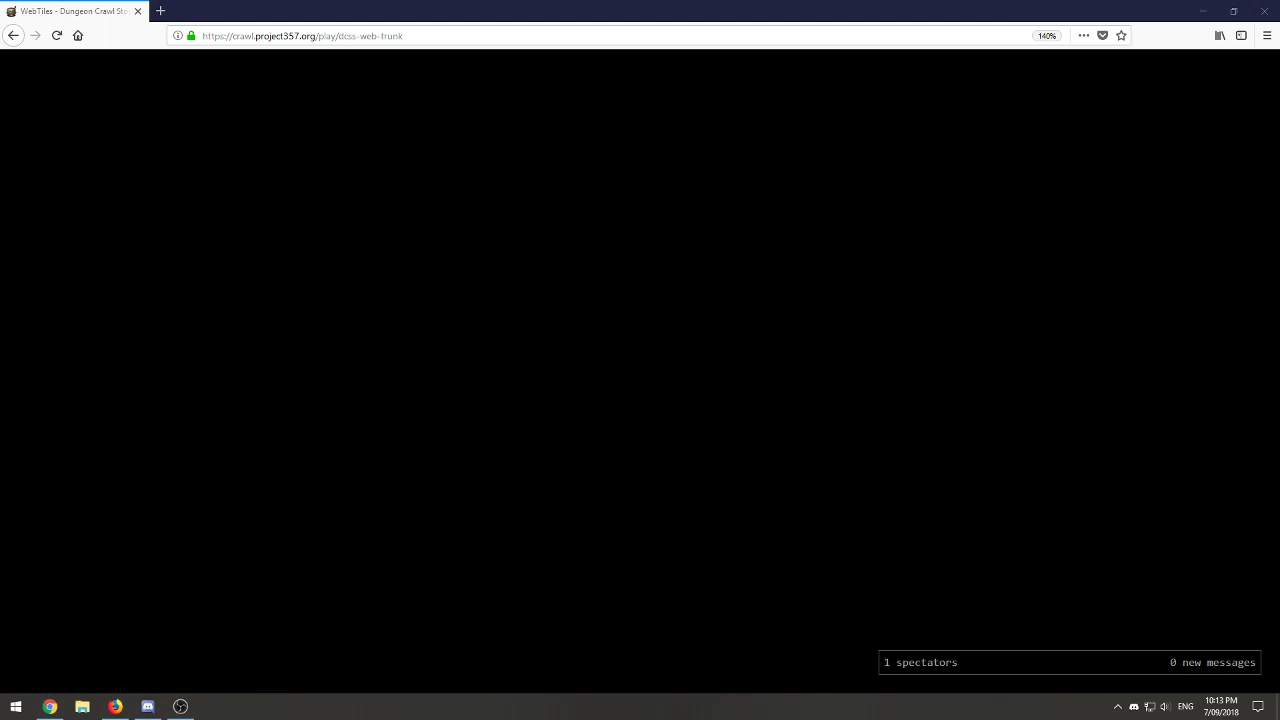 WebTiles - Dungeon Crawl Sto
https://crawl.project357.org/play/dcss-web-trunk
140%
1 spectators
0 new messages
ENG
10:13 PM
7/09/2018